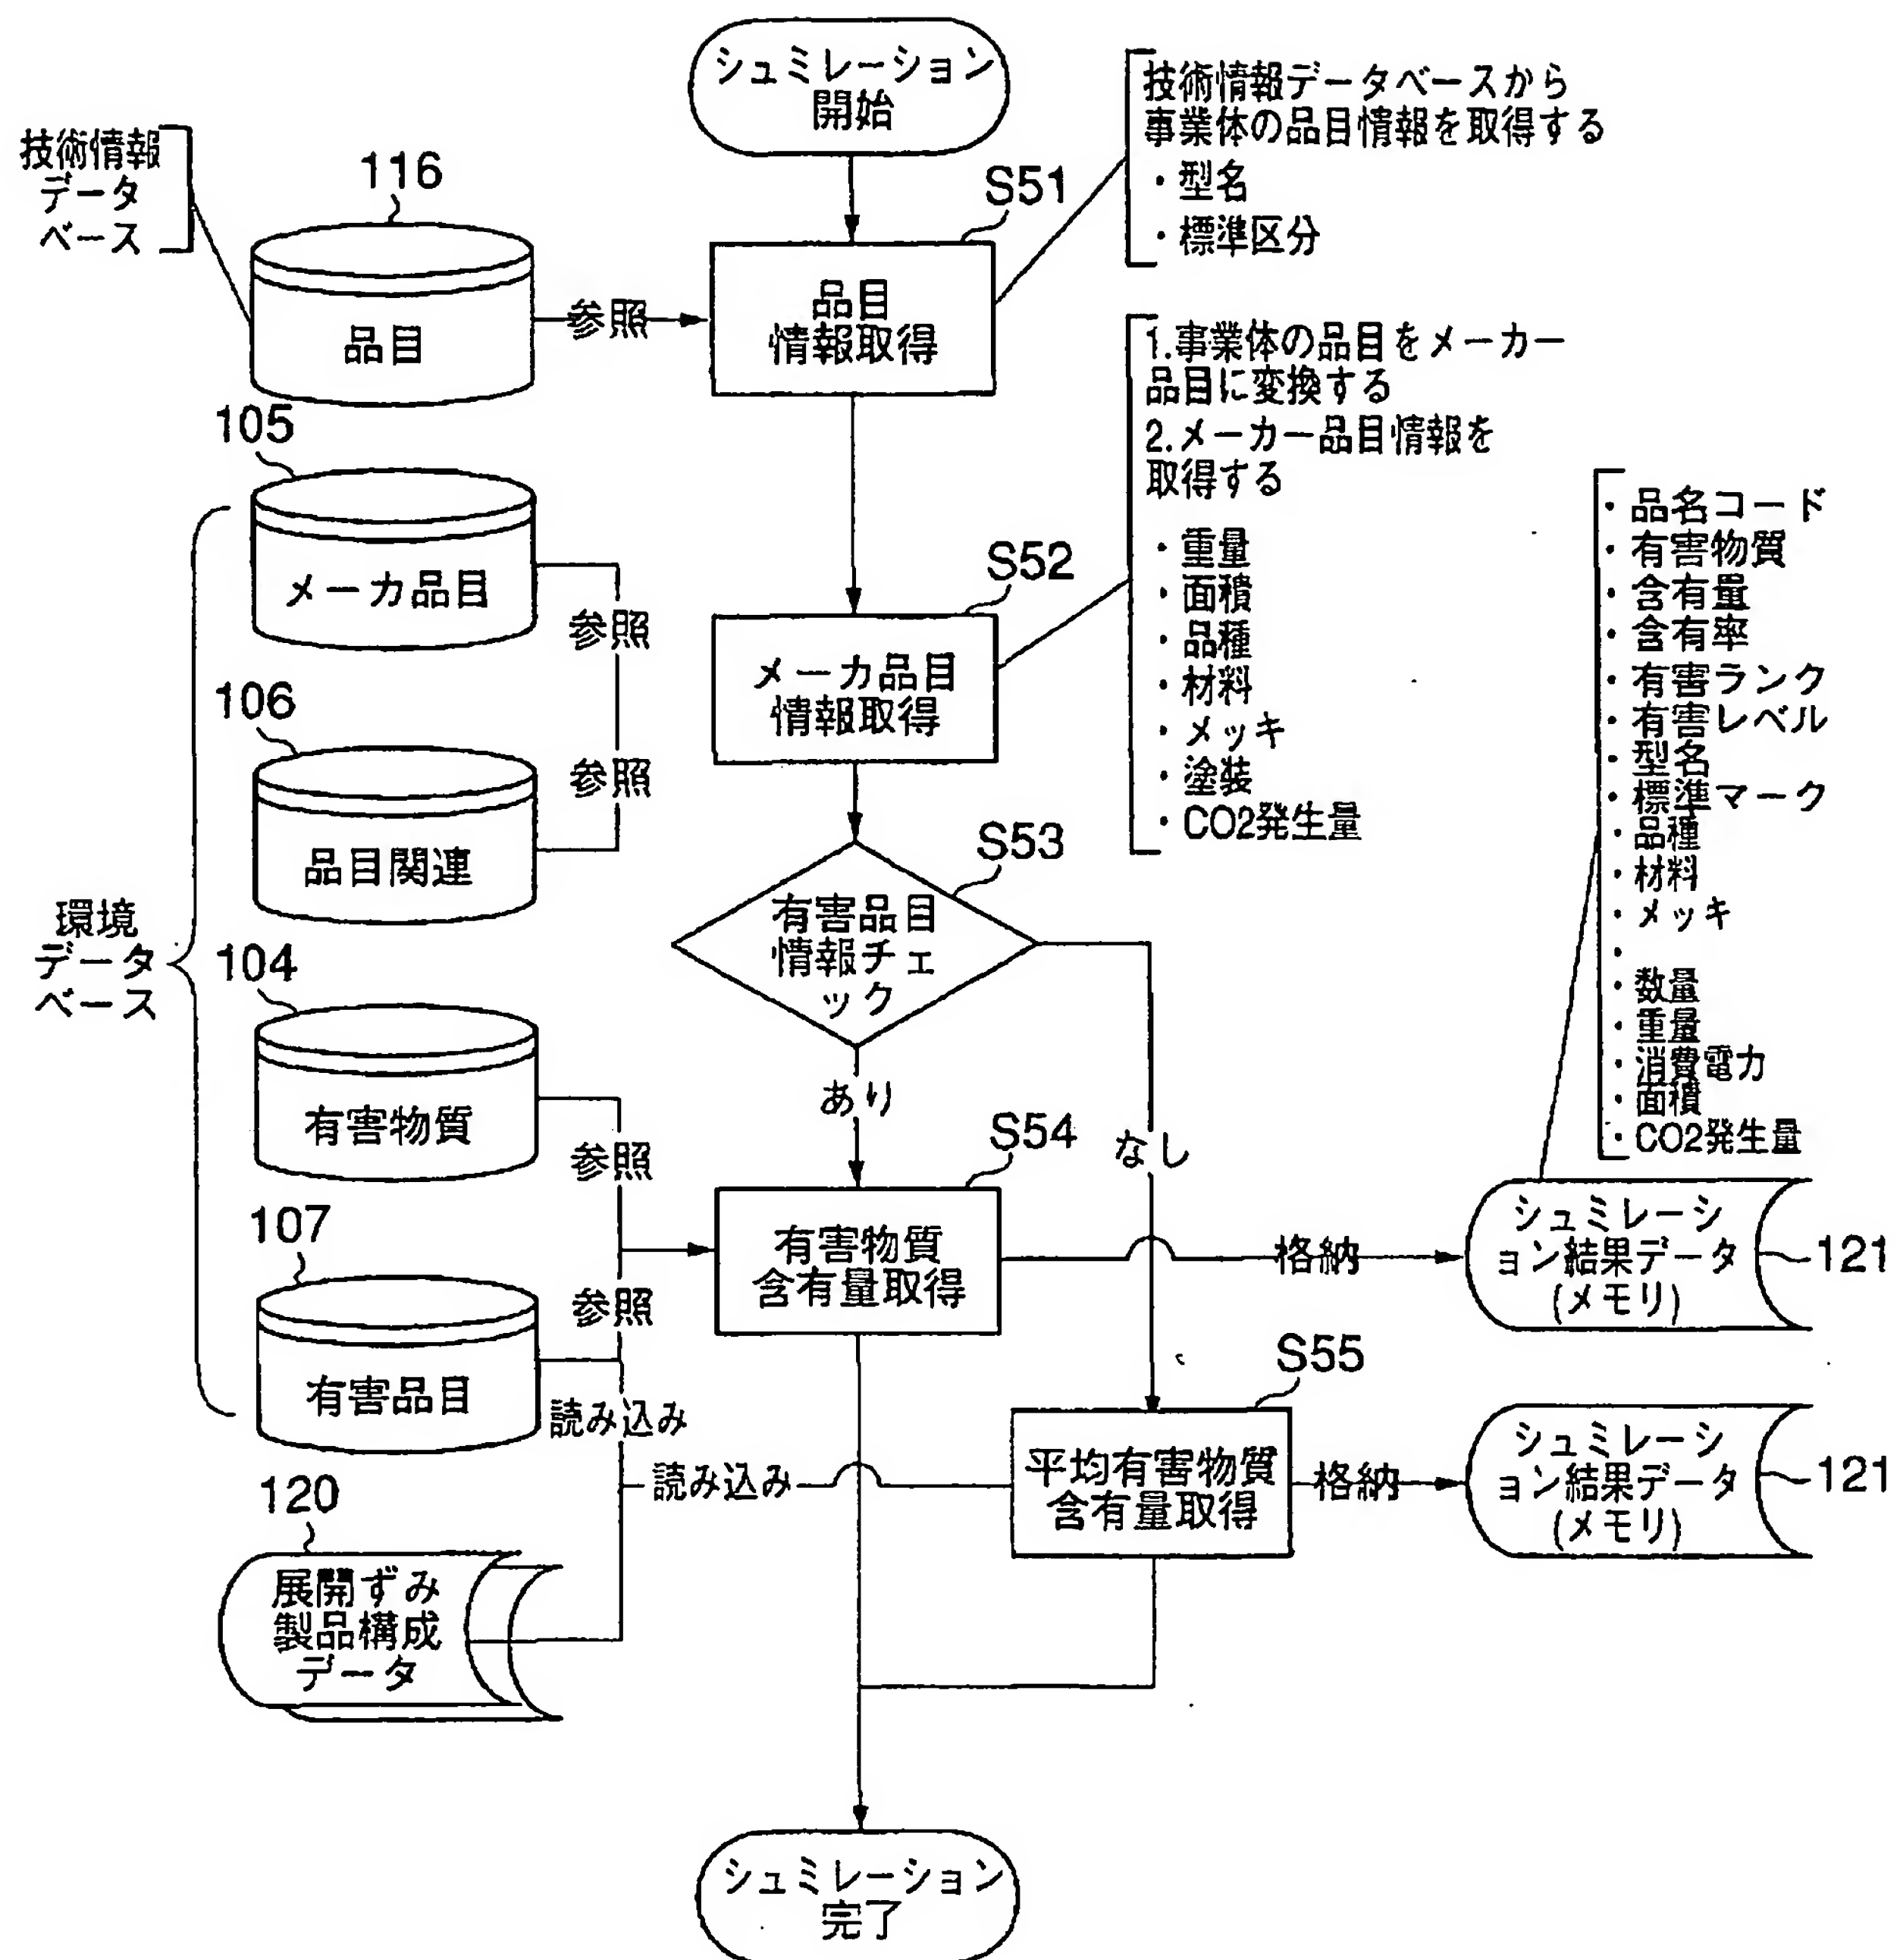 シュミレーション
開始
技術情報
データ
ベース
116
品目
参照
S51
品目
情報取得
技術情報データベースから
事業体の品目情報を取得する
・型名
・標準区分
105
メーカ品目
参照
106
品目関連
参照
S52
メーカ品目
情報取得
1.事業体の品目をメーカー
品目に変換する
2.メーカー品目情報を
取得する
・重量
・面積
・品種
・材料
・メッキ
・塗装
・CO2発生量
環境
データ
ベース
S53
有害品目
情報チェ
ック
あり
なし
104
有害物質
参照
107
有害品目
参照
読み込み
S54
有害物質
含有量取得
格納
・品名コード
・有害物質
・含有量
・含有率
・有害ランク
・有害レベル
・型名
・標準マーク
・品種
・材料
・メッキ
・
・数量
・重量
・消費電力
・面積
・CO2発生量
シュミレーシ
ョン結果データ
(メモリ)
121
120
展開ずみ
製品構成
データ
読み込み
S55
平均有害物質
含有量取得
格納
シュミレーシ
ョン結果データ
(メモリ)
121
シュミレーション
完了